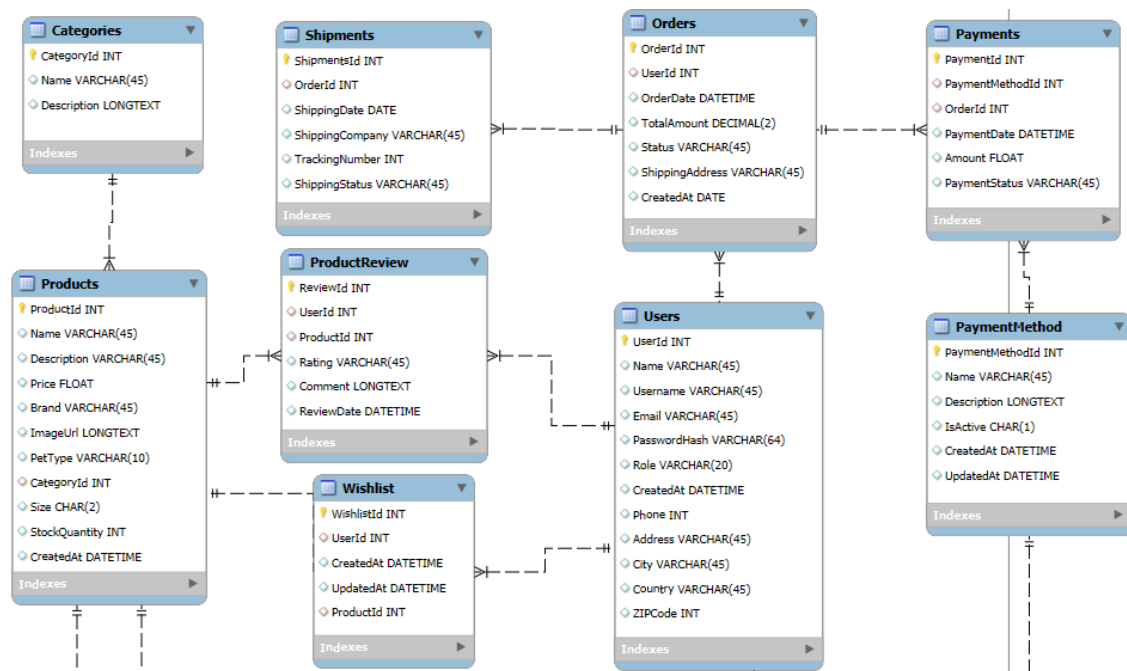 Categories
CategoryId INT
Name VARCHAR(45)
Description LONGTEXT
Indexes
Shipments
ShipmentsId INT
OrderId INT
ShippingDate DATE
ShippingCompany VARCHAR(45)
TrackingNumber INT
ShippingStatus VARCHAR(45)
Indexes
Orders
OrderId INT
UserId INT
OrderDate DATETIME
TotalAmount DECIMAL(2)
Status VARCHAR(45)
ShippingAddress VARCHAR(45)
CreatedAt DATE
Indexes
Payments
PaymentId INT
PaymentMethodId INT
OrderId INT
PaymentDate DATETIME
Amount FLOAT
PaymentStatus VARCHAR(45)
Indexes
Products
ProductId INT
Name VARCHAR(45)
Description VARCHAR(45)
Price FLOAT
Brand VARCHAR(45)
ImageUrl LONGTEXT
PetType VARCHAR(10)
CategoryId INT
Size CHAR(2)
StockQuantity INT
CreatedAt DATETIME
Indexes
ProductReview
ReviewId INT
UserId INT
ProductId INT
Rating VARCHAR(45)
Comment LONGTEXT
ReviewDate DATETIME
Indexes
Wishlist
WishlistId INT
UserId INT
CreatedAt DATETIME
UpdatedAt DATETIME
ProductId INT
Indexes
Users
UserId INT
Name VARCHAR(45)
Username VARCHAR(45)
Email VARCHAR(45)
PasswordHash VARCHAR(64)
Role VARCHAR(20)
CreatedAt DATETIME
Phone INT
Address VARCHAR(45)
City VARCHAR(45)
Country VARCHAR(45)
ZIPCode INT
Indexes
PaymentMethod
PaymentMethodId INT
Name VARCHAR(45)
Description LONGTEXT
IsActive CHAR(1)
CreatedAt DATETIME
UpdatedAt DATETIME
Indexes